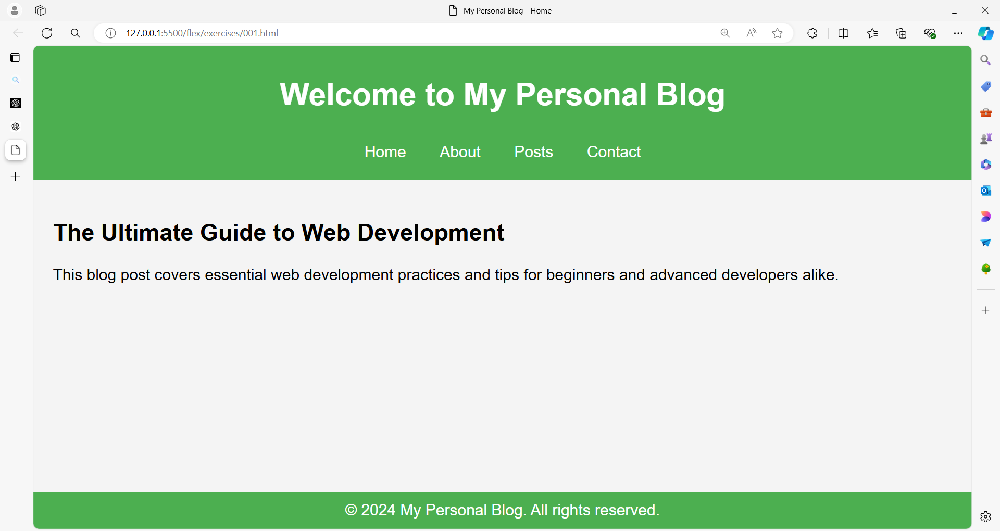 My Personal Blog - Home
127.0.0.1:5500/flex/exercises/001.html
Welcome to My Personal Blog
Home About Posts Contact
The Ultimate Guide to Web Development
This blog post covers essential web development practices and tips for beginners and advanced developers alike.
© 2024 My Personal Blog. All rights reserved.